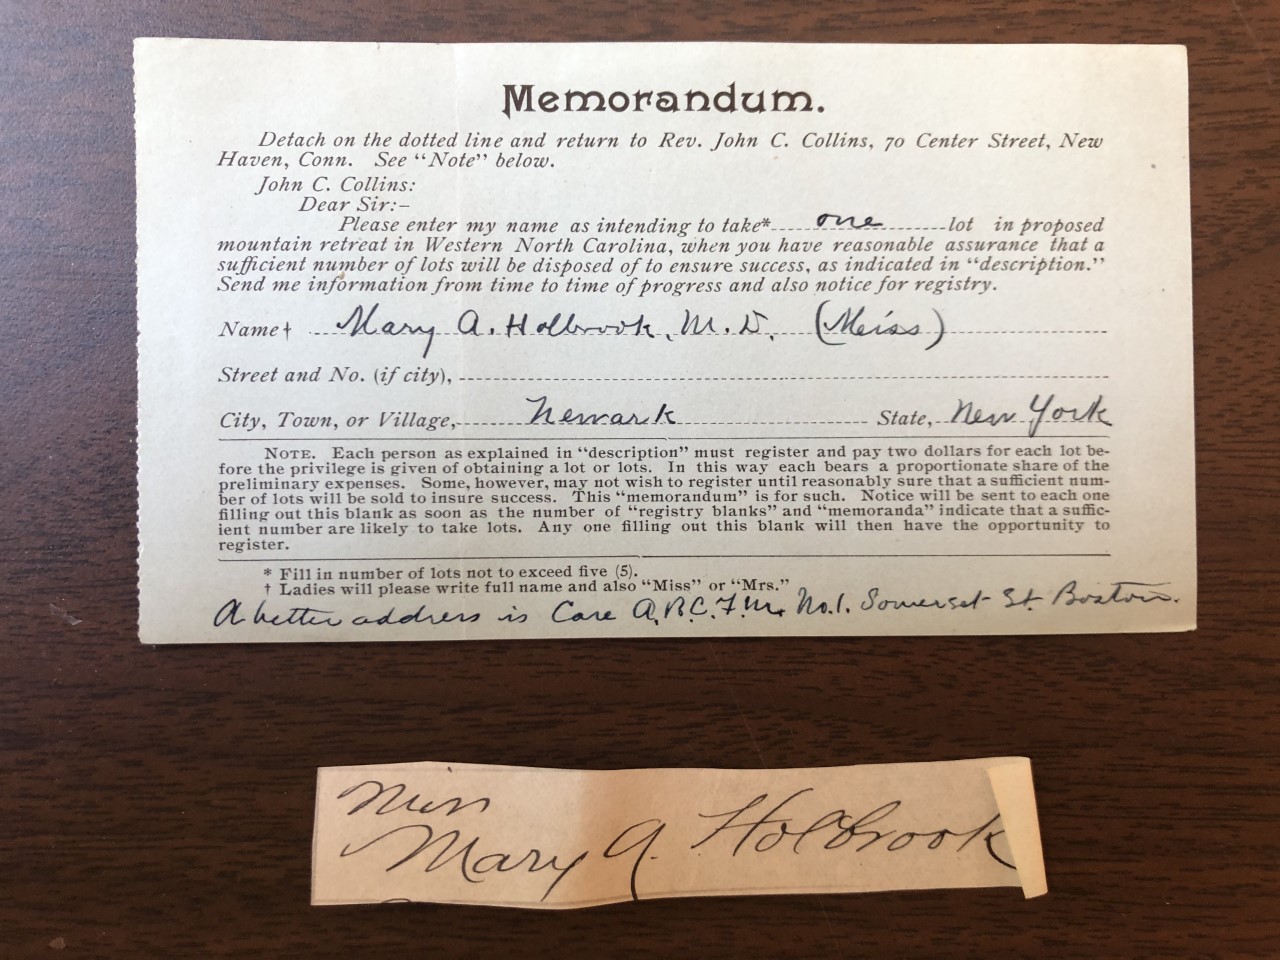 Memorandum.
Detach on the dotted line and return to Rev. John C. Collins, 70 Center Street, New
Haven, Conn. See "Note" below.
John C. Collins:
Dear Sir:–
Please enter my name as intending to take* one lot in proposed
mountain retreat in Western North Carolina, when you have reasonable assurance that a
sufficient number of lots will be disposed of to ensure success, as indicated in "description."
Send me information from time to time of progress and also notice for registry.
Name† Mary A. Holbrook, M.D. (Miss)
Street and No. (if city),
City, Town, or Village, Newark State, New York
NOTE. Each person as explained in "description" must register and pay two dollars for each lot be-
fore the privilege is given of obtaining a lot or lots. In this way each bears a proportionate share of the
preliminary expenses. Some, however, may not wish to register until reasonably sure that a sufficient num-
ber of lots will be sold to insure success. This "memorandum" is for such. Notice will be sent to each one
filling out this blank as soon as the number of "registry blanks" and "memoranda" indicate that a suffic-
ient number are likely to take lots. Any one filling out this blank will then have the opportunity to
register.
* Fill in number of lots not to exceed five (5).
† Ladies will please write full name and also "Miss" or "Mrs."
A better address is Care A.B.C.F.M. No.1. Somerset St. Boston.
Miss
Mary A. Holbrook